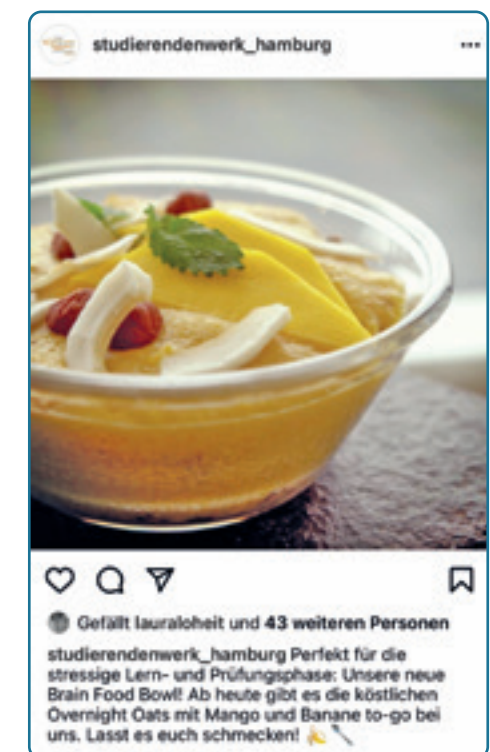 studierendenwerk_hamburg
Gefällt lauraloheit und 43 weiteren Personen
studierendenwerk_hamburg Perfekt für die
stressige Lern- und Prüfungsphase: Unsere neue
Brain Food Bowl! Ab heute gibt es die köstlichen
Overnight Oats mit Mango und Banane to-go bei
uns. Lasst es euch schmecken! 🍌🥄